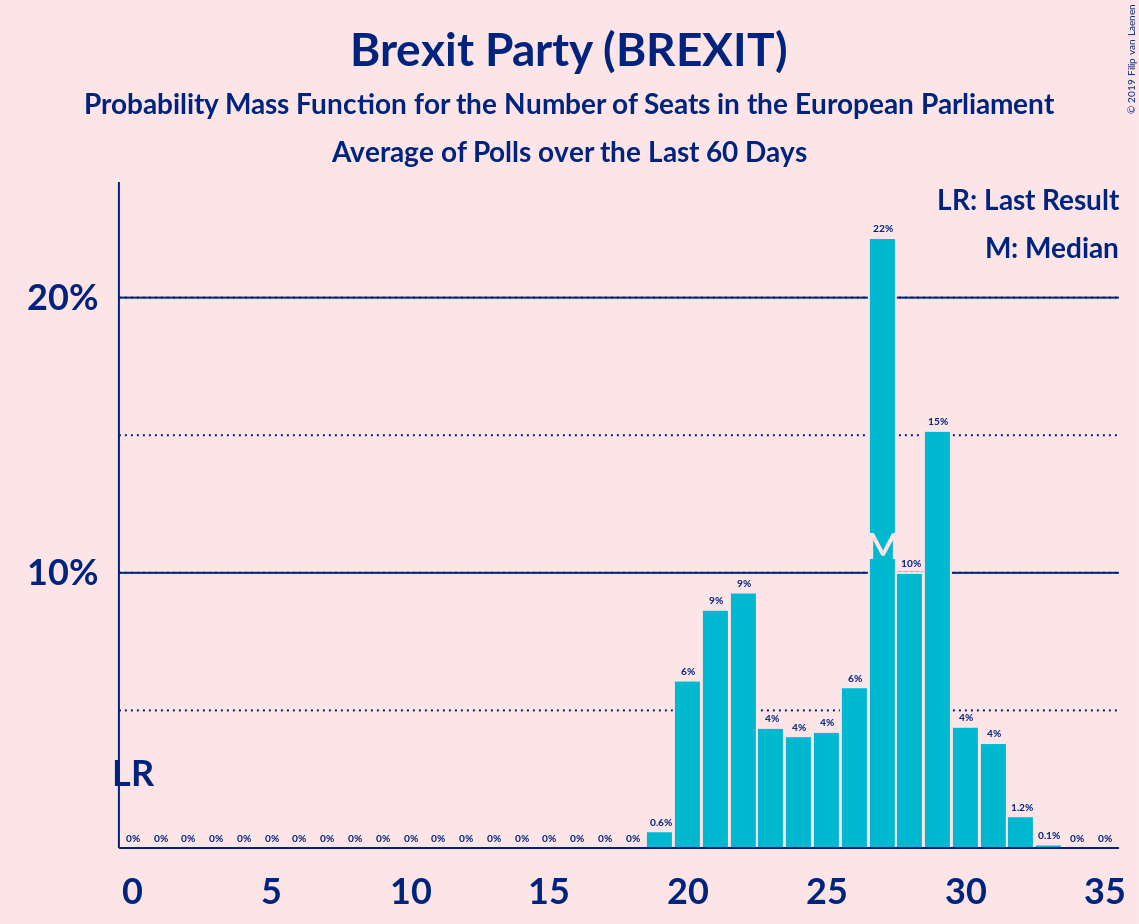 © 2019 Filip van Laenen
Brexit Party (BREXIT)
Probability Mass Function for the Number of Seats in the European Parliament
Average of Polls over the Last 60 Days
LR: Last Result
M: Median
20%
10%
22%
15%
M
10%
9%
9%
6%
6%
4%
4%
4%
4%
4%
LR
0% 0% 0% 0% 0% 0% 0% 0% 0% 0% 0% 0% 0% 0% 0% 0% 0% 0% 0% 0.6% 1.2% 0.1% 0% 0%
0 5 10 15 20 25 30 35